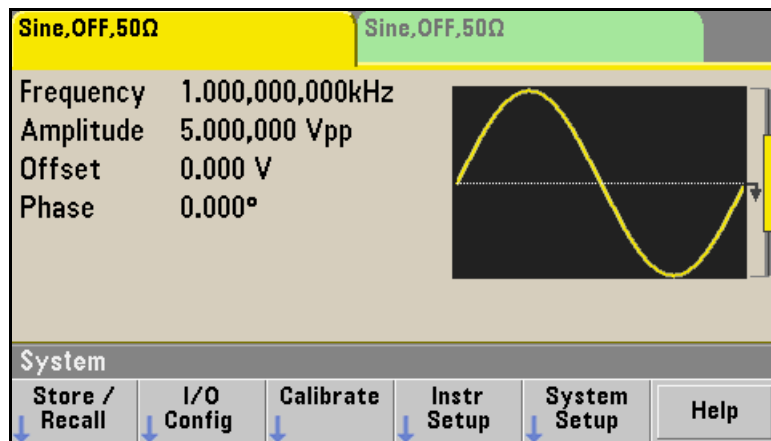 Sine,OFF,50Ω
Sine,OFF,50Ω
Frequency 1.000,000,000kHz
Amplitude 5.000,000 Vpp
Offset 0.000 V
Phase 0.000°
System
Store / Recall
I/O Config
Calibrate
Instr Setup
System Setup
Help